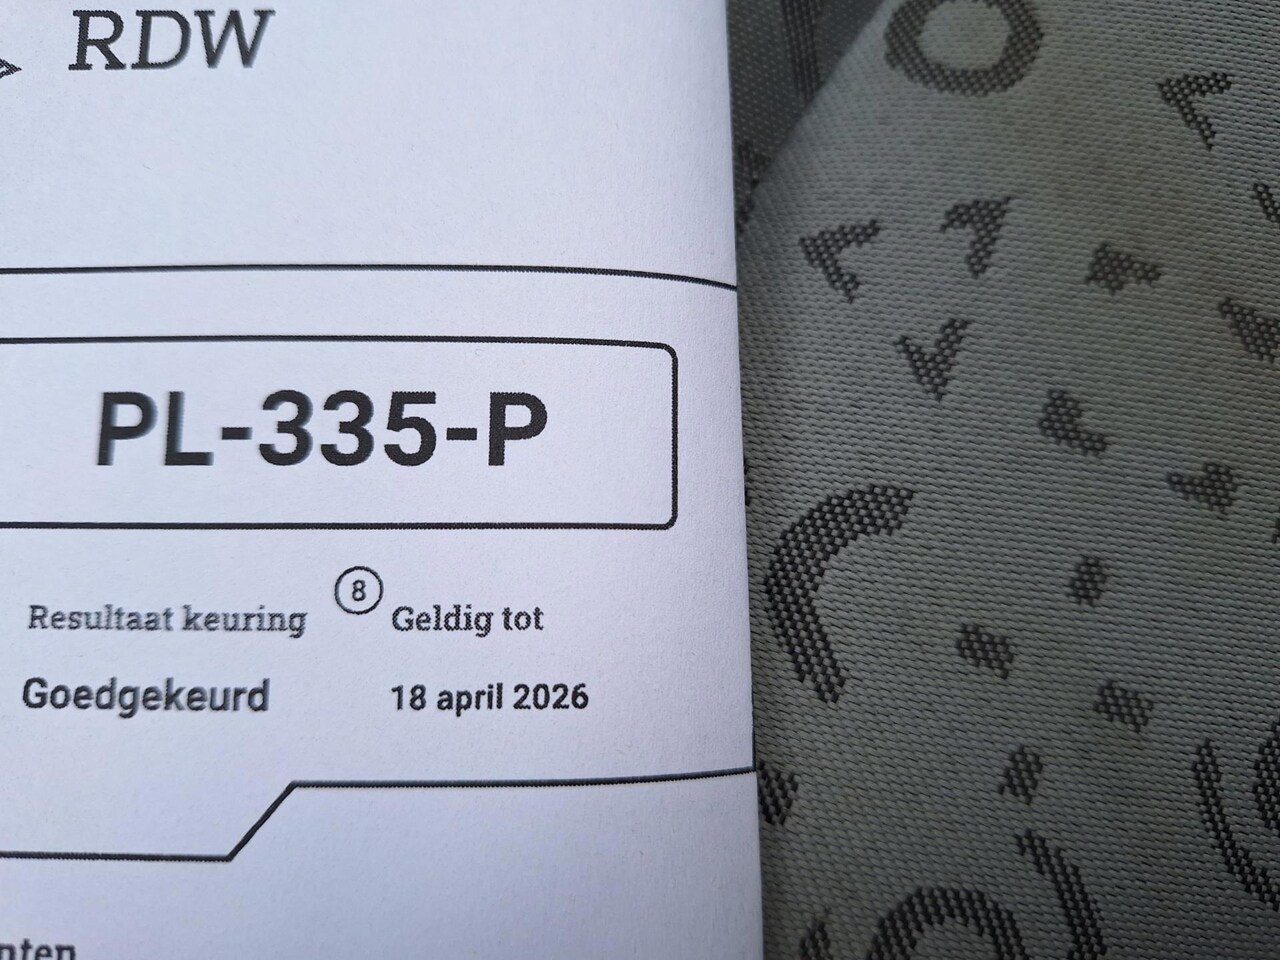 RDW
PL-335-P
Resultaat keuring
8
Geldig tot
Goedgekeurd
18 april 2026